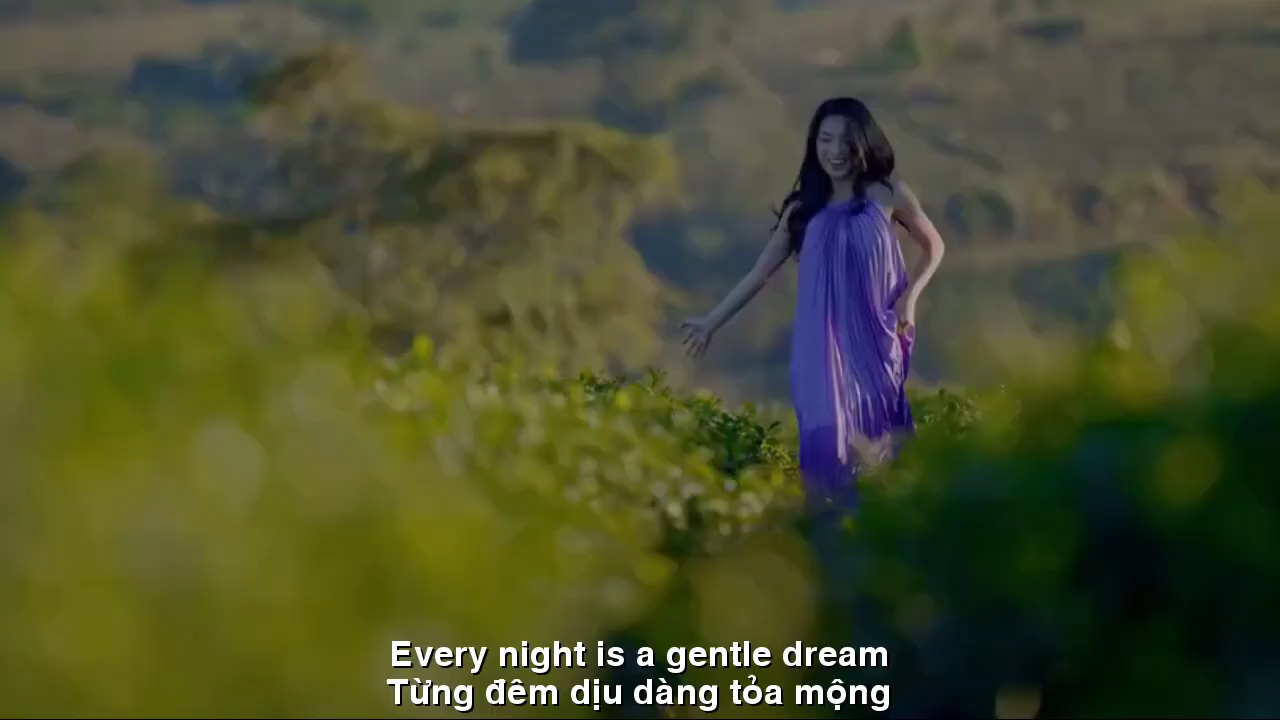 Every night is a gentle dream
Từng đêm dịu dàng tỏa mộng